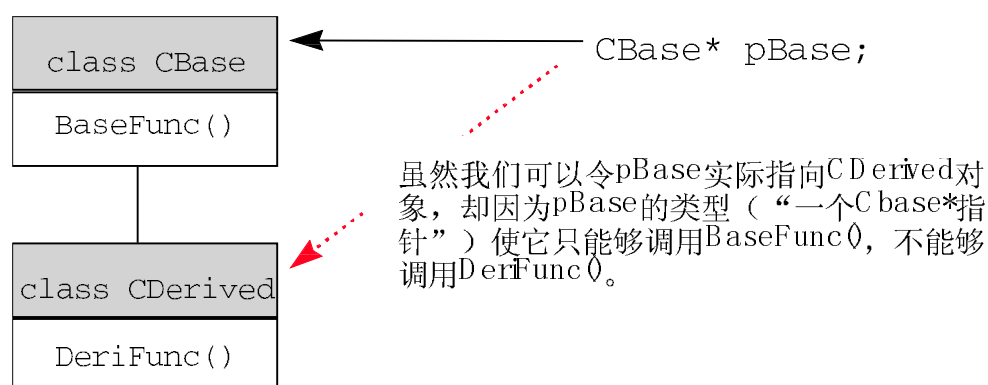 class CBase
BaseFunc()
CBase* pBase;
虽然我们可以令pBase实际指向CDerived对
象，却因为pBase的类型（“一个Cbase*指
针”）使它只能够调用BaseFunc()，不能够
调用DeriFunc()。
class CDerived
DeriFunc()